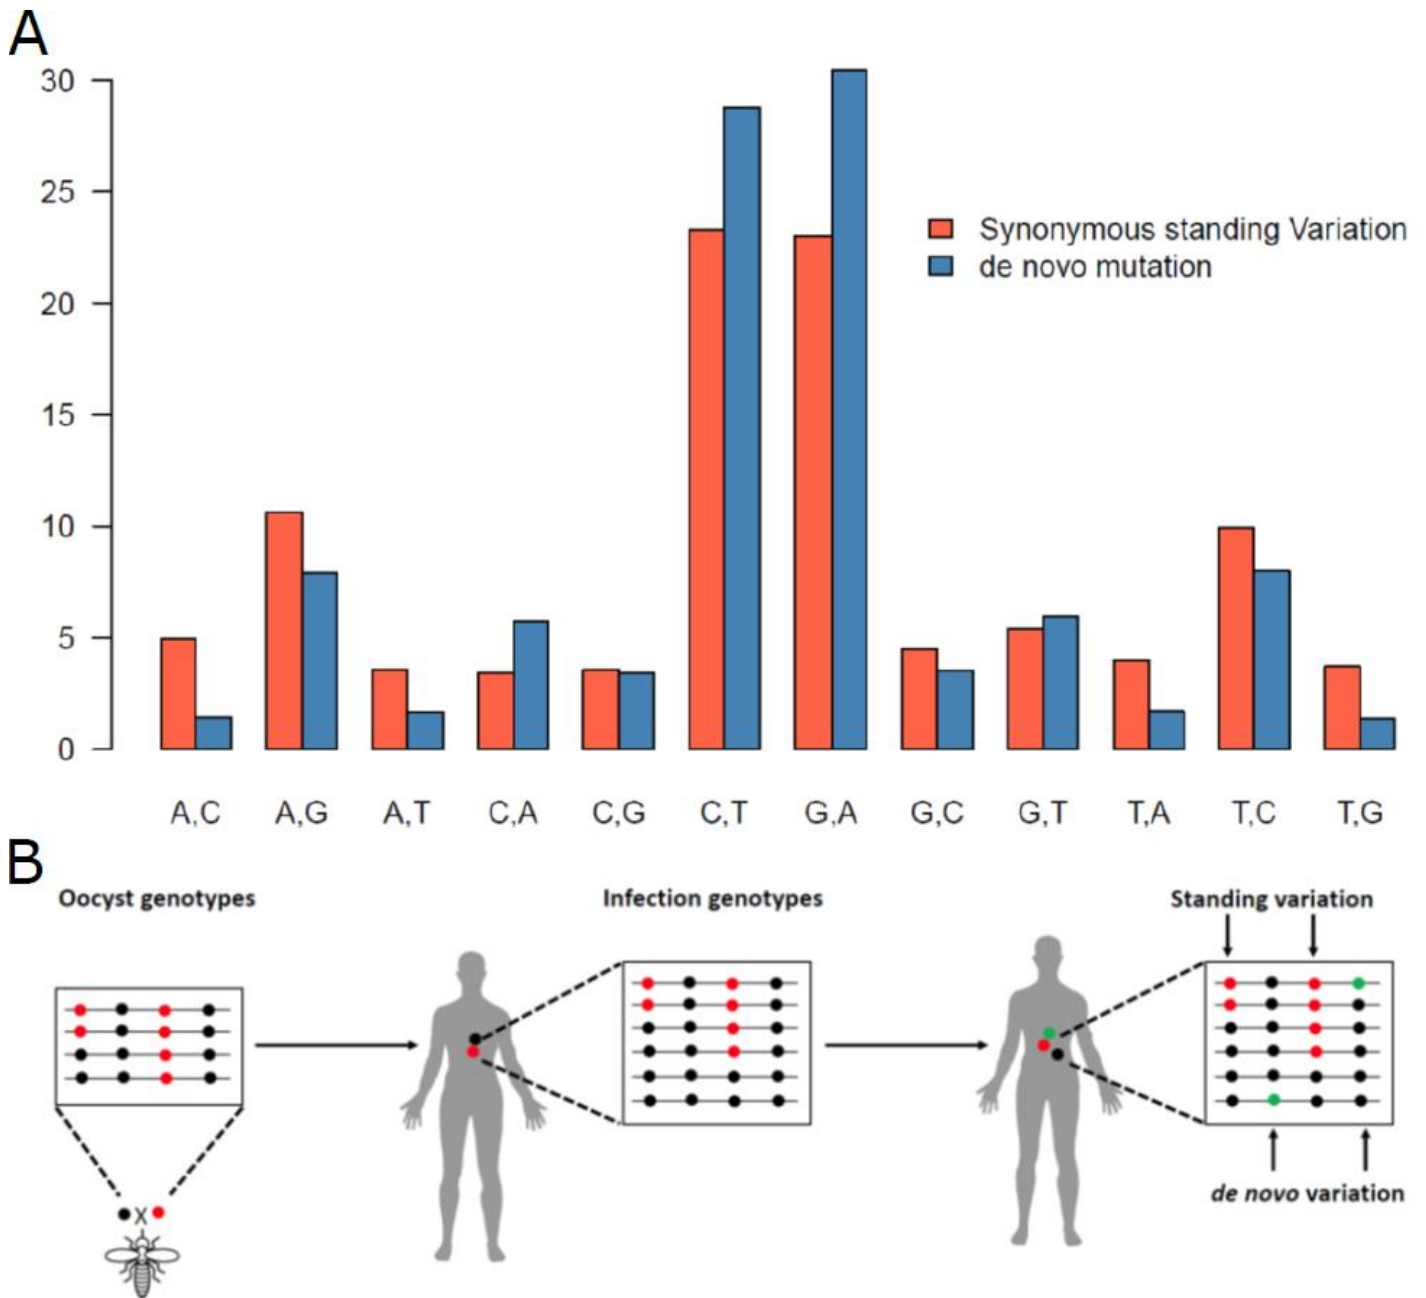 A
30
25
20
15
10
5
0
Synonymous standing Variation
de novo mutation
A,C A,G A,T C,A C,G C,T G,A G,C G,T T,A T,C T,G
B
Oocyst genotypes
Infection genotypes
Standing variation
de novo variation
X